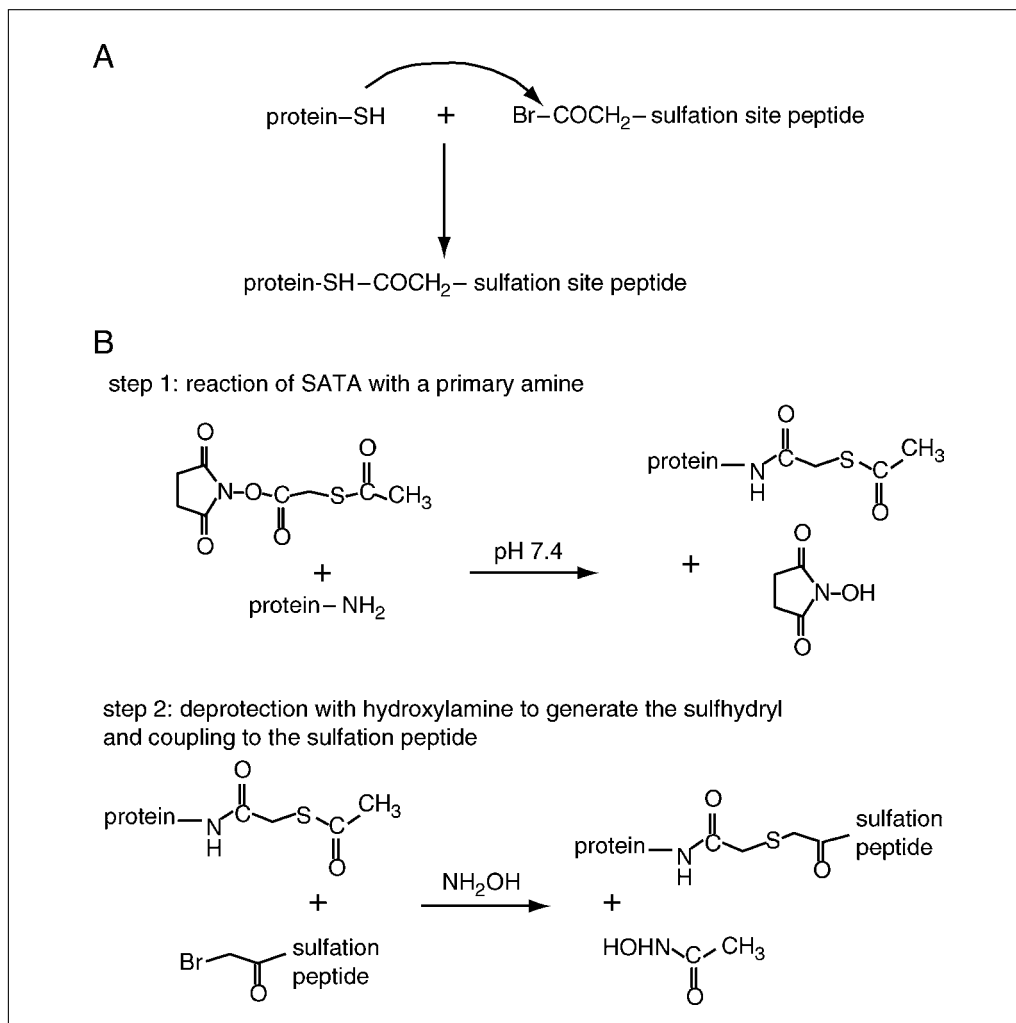 A
protein–SH + Br–COCH2– sulfation site peptide
protein-SH–COCH2– sulfation site peptide
B
step 1: reaction of SATA with a primary amine
O
O
N–O–C
S
C
CH3
O
O
+
protein–NH2
pH 7.4
O
protein
N
H
C
S
C
CH3
O
+
O
N–OH
O
step 2: deprotection with hydroxylamine to generate the sulfhydryl
and coupling to the sulfation peptide
O
protein
N
H
C
S
C
CH3
O
+
Br
O
sulfation
peptide
NH2OH
O
protein
N
H
C
S
O
sulfation
peptide
+
HOHN
C
CH3
O